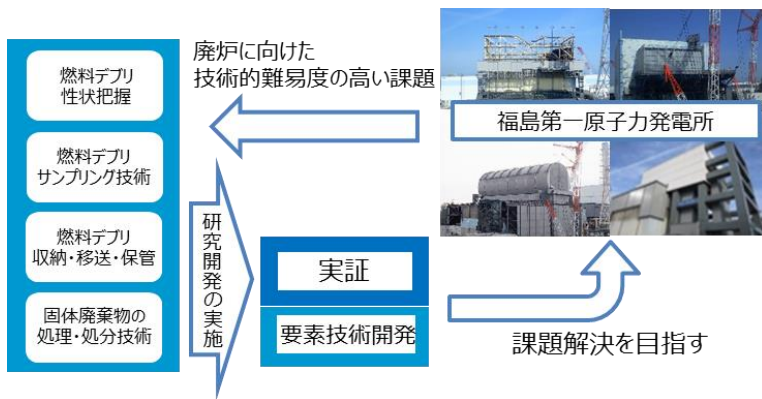 廃炉に向けた
技術的難易度の高い課題
福島第一原子力発電所
燃料デブリ
性状把握
燃料デブリ
サンプリング技術
燃料デブリ
収納・移送・保管
固体廃棄物の
処理・処分技術
研究開発の実施
実証
要素技術開発
課題解決を目指す